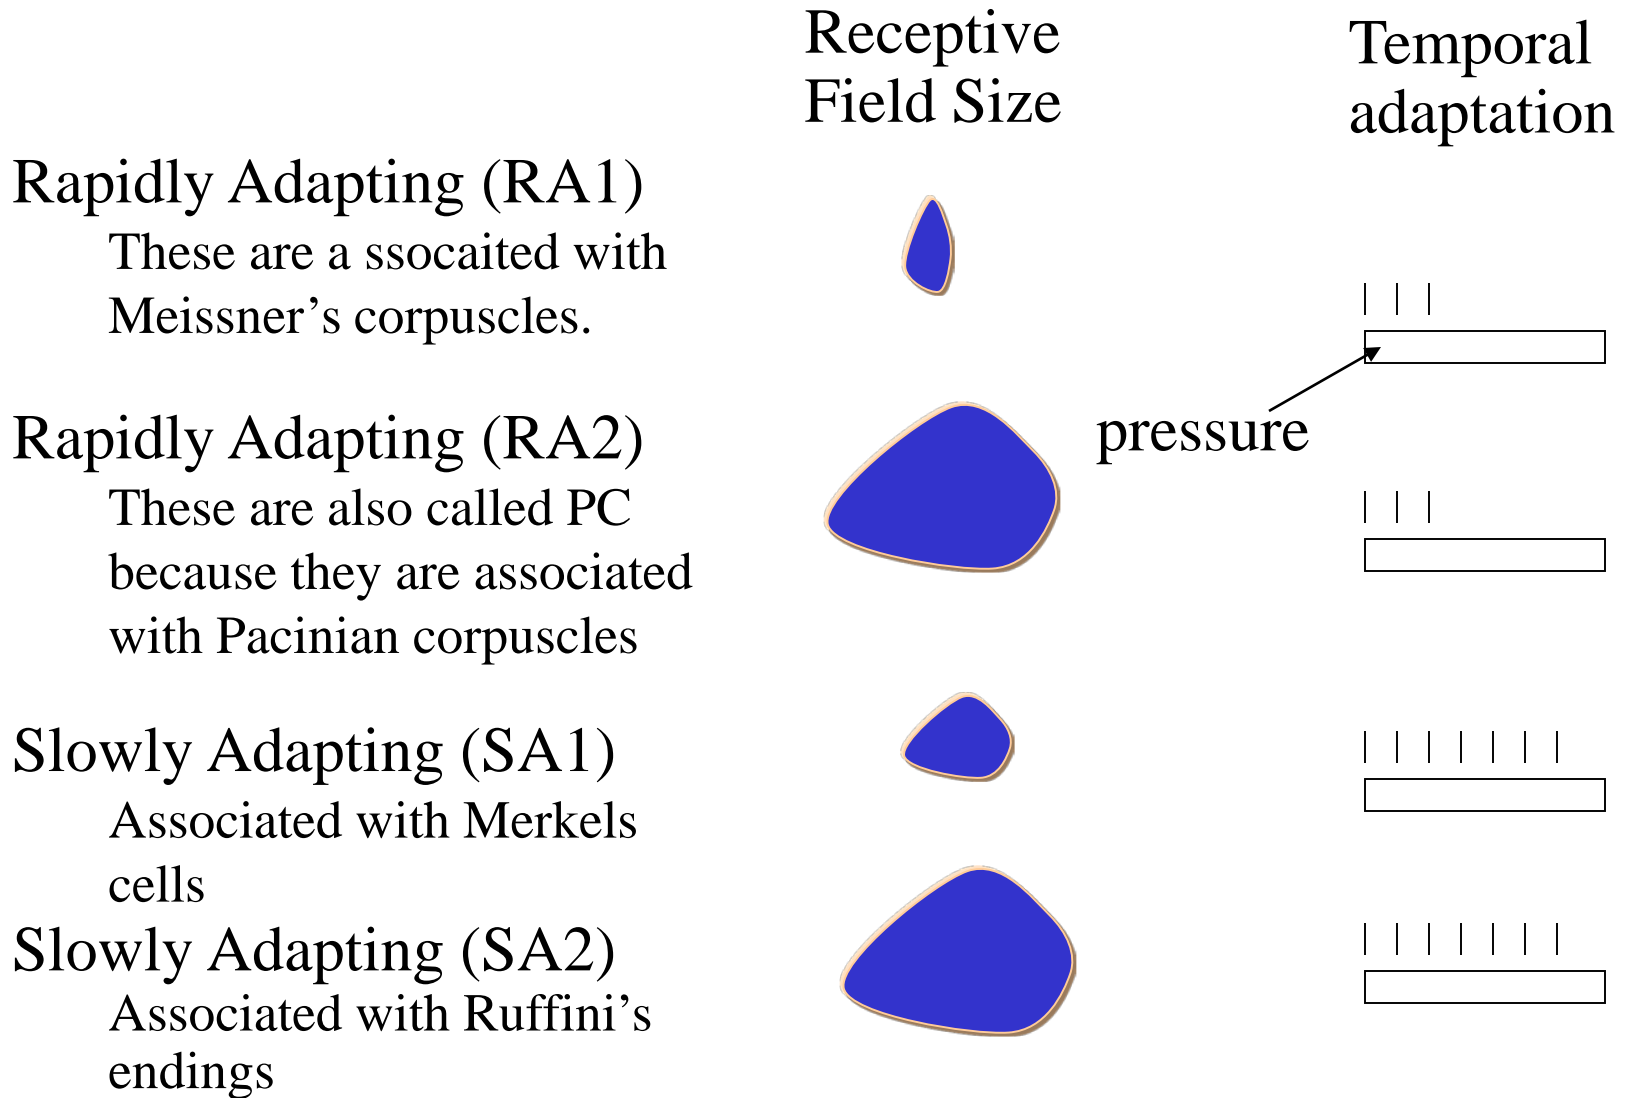 Receptive
Field Size
Temporal
adaptation
Rapidly Adapting (RA1)
These are a ssocaited with
Meissner’s corpuscles.
pressure
Rapidly Adapting (RA2)
These are also called PC
because they are associated
with Pacinian corpuscles
Slowly Adapting (SA1)
Associated with Merkels
cells
Slowly Adapting (SA2)
Associated with Ruffini’s
endings